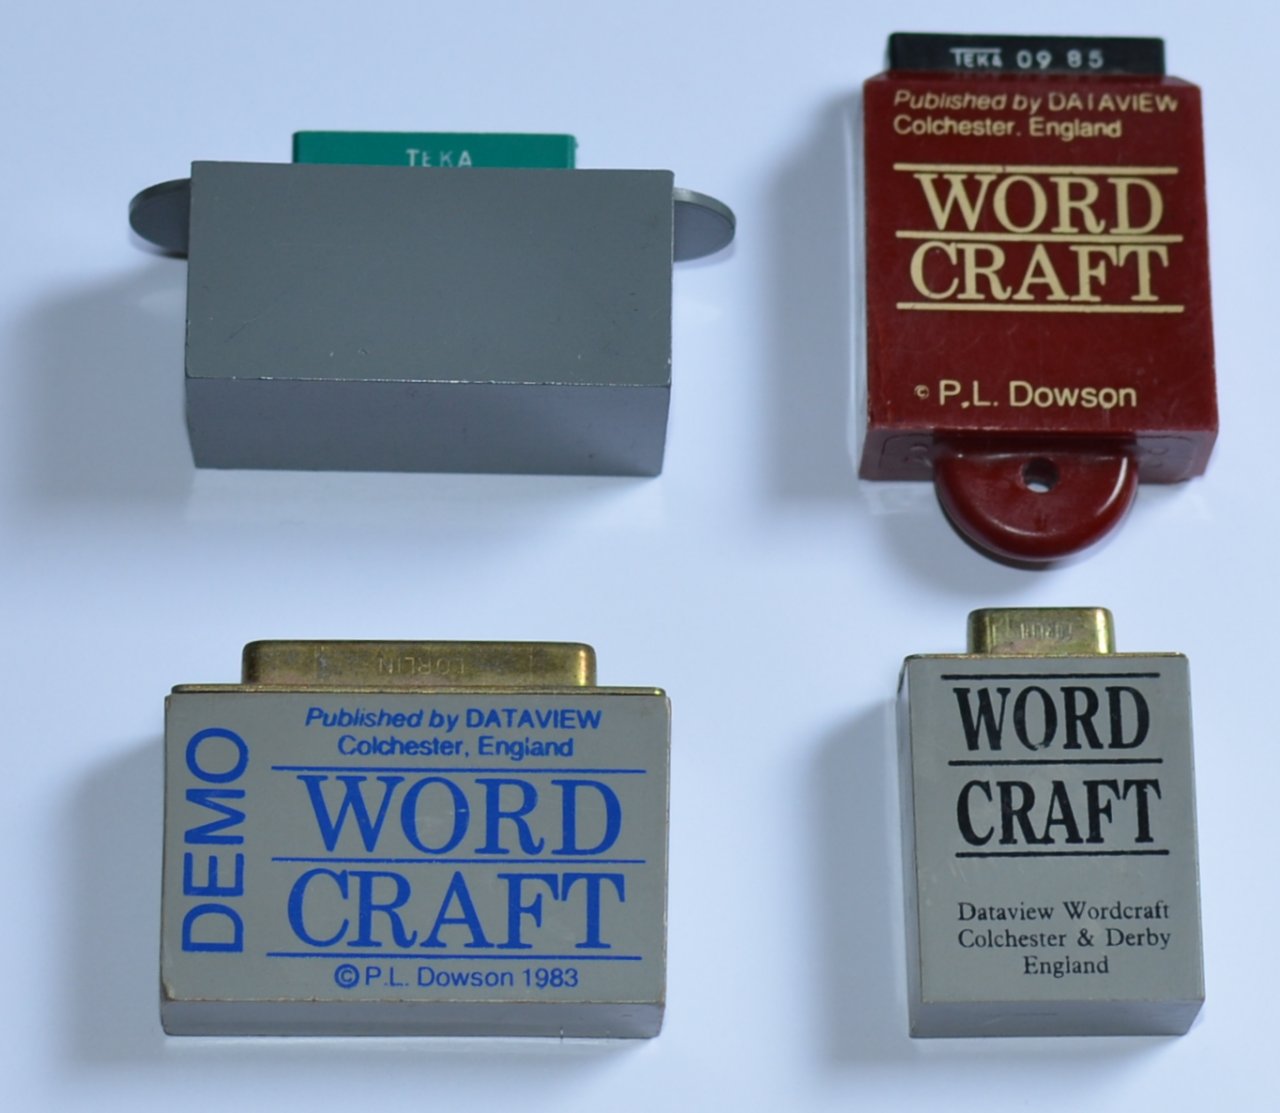 TEKA
TEKA 09 85
Published by DATAVIEW
Colchester. England
WORD
CRAFT
© P.L. Dowson
LORLIN
DEMO
Published by DATAVIEW
Colchester, England
WORD
CRAFT
© P.L. Dowson 1983
WORD
CRAFT
Dataview Wordcraft
Colchester & Derby
England